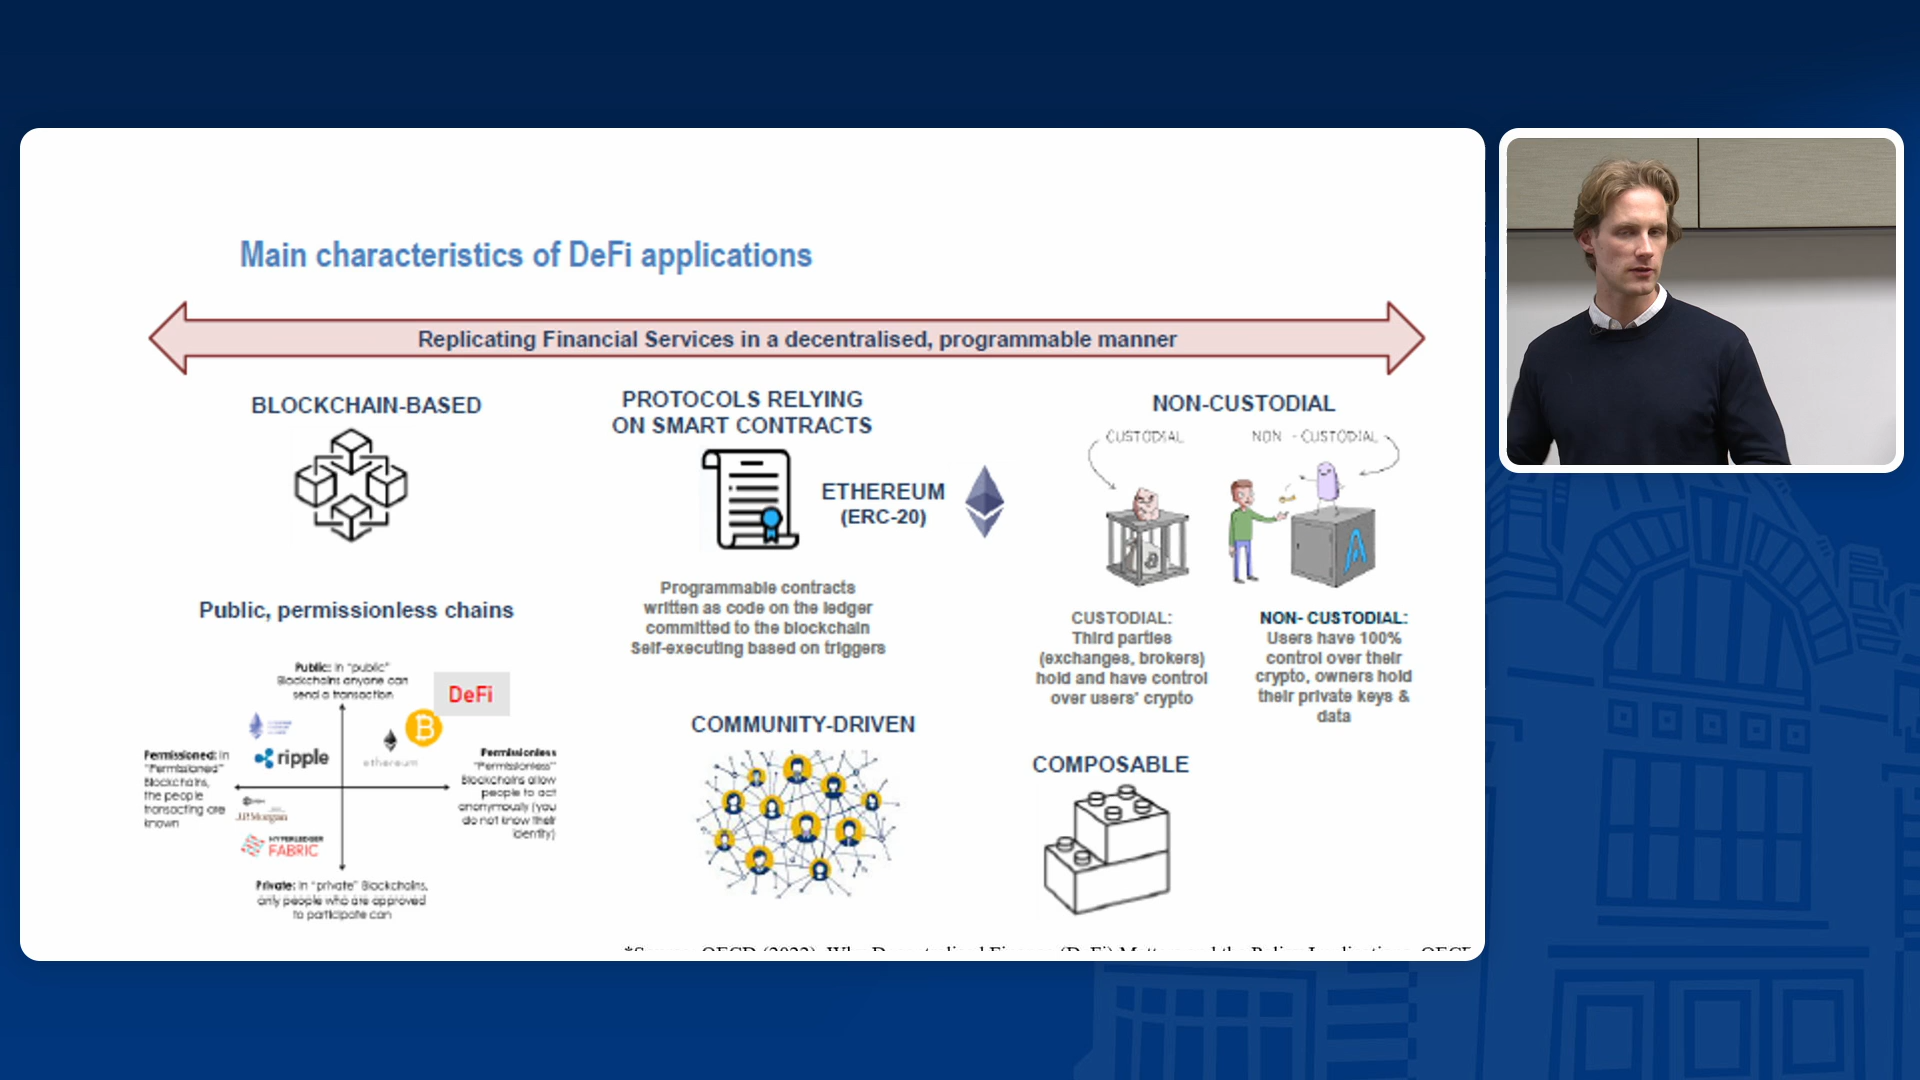 Main characteristics of DeFi applications
Replicating Financial Services in a decentralised, programmable manner
BLOCKCHAIN-BASED
Public, permissionless chains
Public: In "public"
Blockchains anyone can
send a transaction
DeFi
ripple
ethereum
Permissioned: In
"Permissioned"
Blockchains,
the people
transacting are
known
Permissionless
"Permissionless"
Blockchains allow
people to act
anonymously (you
do not know their
identity)
J.P.Morgan
HYPERLEDGER
FABRIC
Private: In "private" Blockchains,
only people who are approved
to participate can
PROTOCOLS RELYING
ON SMART CONTRACTS
ETHEREUM
(ERC-20)
Programmable contracts
written as code on the ledger
committed to the blockchain
Self-executing based on triggers
COMMUNITY-DRIVEN
NON-CUSTODIAL
CUSTODIAL
NON - CUSTODIAL
CUSTODIAL:
Third parties
(exchanges, brokers)
hold and have control
over users' crypto
NON- CUSTODIAL:
Users have 100%
control over their
crypto, owners hold
their private keys &
data
COMPOSABLE